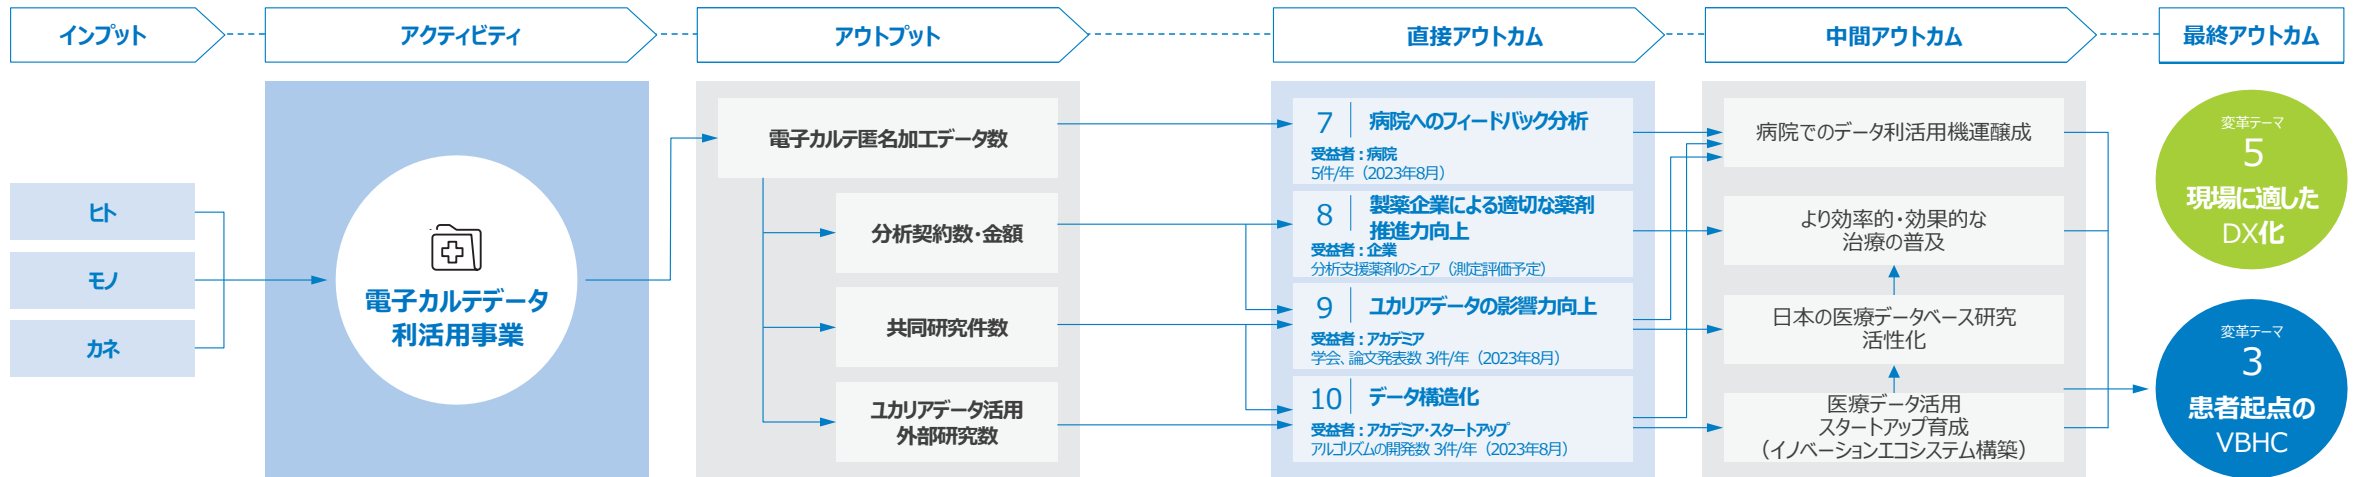 インプット
アクティビティ
アウトプット
直接アウトカム
中間アウトカム
最終アウトカム
ヒト
モノ
カネ
電子カルテデータ
利活用事業
電子カルテ匿名加工データ数
分析契約数・金額
共同研究件数
ユカリアデータ活用
外部研究数
7
病院へのフィードバック分析
受益者：病院
5件/年（2023年8月）
8
製薬企業による適切な薬剤
推進力向上
受益者：企業
分析支援薬剤のシェア（測定評価予定）
9
ユカリアデータの影響力向上
受益者：アカデミア
学会、論文発表数 3件/年（2023年8月）
10
データ構造化
受益者：アカデミア・スタートアップ
アルゴリズムの開発数 3件/年（2023年8月）
病院でのデータ利活用機運醸成
より効率的・効果的な
治療の普及
日本の医療データベース研究
活性化
医療データ活用
スタートアップ育成
（イノベーションエコシステム構築）
変革テーマ
5
現場に適した
DX化
変革テーマ
3
患者起点の
VBHC